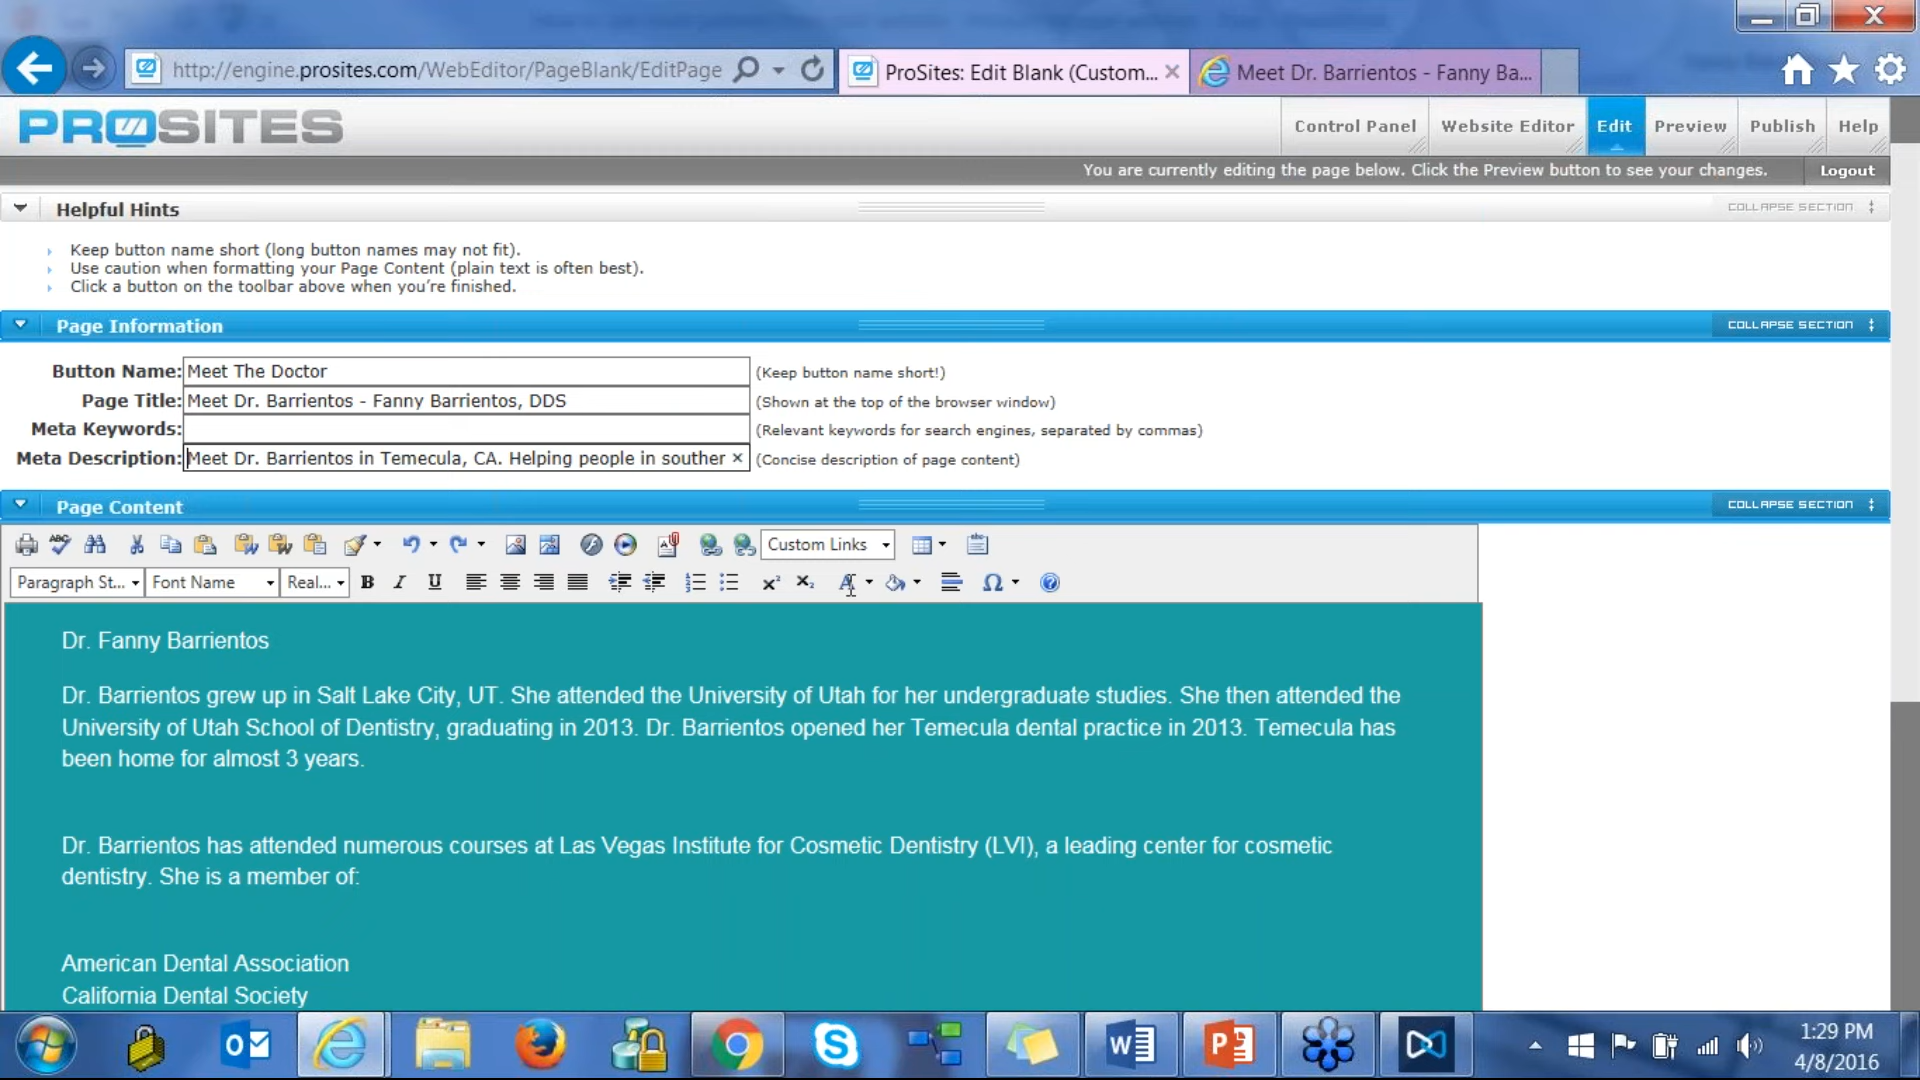 http://engine.prosites.com/WebEditor/PageBlank/EditPage
ProSites: Edit Blank (Custom...
Meet Dr. Barrientos - Fanny Ba...
PROSITES
Control Panel
Website Editor
Edit
Preview
Publish
Help
You are currently editing the page below. Click the Preview button to see your changes.
Logout
Helpful Hints
COLLAPSE SECTION
Keep button name short (long button names may not fit).
Use caution when formatting your Page Content (plain text is often best).
Click a button on the toolbar above when you're finished.
Page Information
COLLAPSE SECTION
Button Name: Meet The Doctor (Keep button name short!)
Page Title: Meet Dr. Barrientos - Fanny Barrientos, DDS (Shown at the top of the browser window)
Meta Keywords: (Relevant keywords for search engines, separated by commas)
Meta Description: Meet Dr. Barrientos in Temecula, CA. Helping people in souther (Concise description of page content)
Page Content
COLLAPSE SECTION
ABC
Custom Links
Paragraph St...
Font Name
Real...
B I U
Dr. Fanny Barrientos
Dr. Barrientos grew up in Salt Lake City, UT. She attended the University of Utah for her undergraduate studies. She then attended the
University of Utah School of Dentistry, graduating in 2013. Dr. Barrientos opened her Temecula dental practice in 2013. Temecula has
been home for almost 3 years.
Dr. Barrientos has attended numerous courses at Las Vegas Institute for Cosmetic Dentistry (LVI), a leading center for cosmetic
dentistry. She is a member of:
American Dental Association
California Dental Society
1:29 PM
4/8/2016